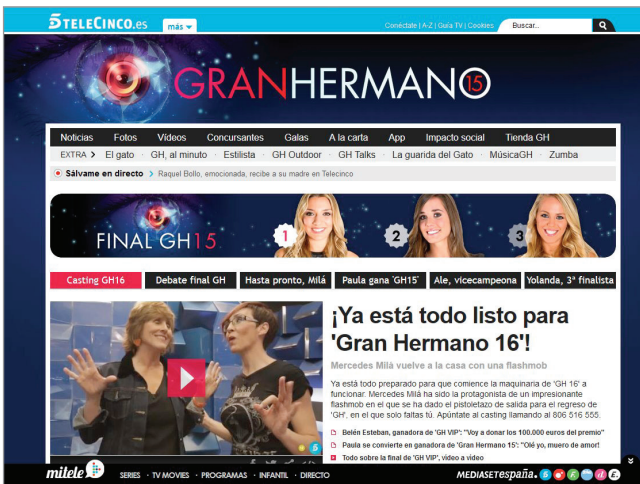 TELECINCO.es
más
Conéctate | A-Z | Guía TV | Cookies
Buscar...
GRANHERMANO 15
Noticias Fotos Vídeos Concursantes Galas A la carta App Impacto social Tienda GH
EXTRA > El gato · GH, al minuto · Estilista · GH Outdoor · GH Talks · La guarida del Gato · MúsicaGH · Zumba
Sálvame en directo > Raquel Bollo, emocionada, recibe a su madre en Telecinco
FINAL GH15
1
2
3
Casting GH16
Debate final GH
Hasta pronto, Milá
Paula gana 'GH15'
Ale, vicecampeona
Yolanda, 3ª finalista
¡Ya está todo listo para
'Gran Hermano 16'!
Mercedes Milá vuelve a la casa con una flashmob
Ya está todo preparado para que comience la maquinaria de 'GH 16' a
funcionar. Mercedes Milá ha sido la protagonista de un impresionante
flashmob en el que se ha dado el pistoletazo de salida para el regreso de
'GH', en el que solo faltas tú. Apúntate al casting llamando al 806 516 555.
Belén Esteban, ganadora de 'GH VIP': "Voy a donar los 100.000 euros del premio"
Paula se convierte en ganadora de 'Gran Hermano 15': "Olé yo, muero de amor!
Todo sobre la final de 'GH VIP', vídeo a vídeo
mitele
SERIES · TV MOVIES · PROGRAMAS · INFANTIL · DIRECTO
MEDIASETespaña.